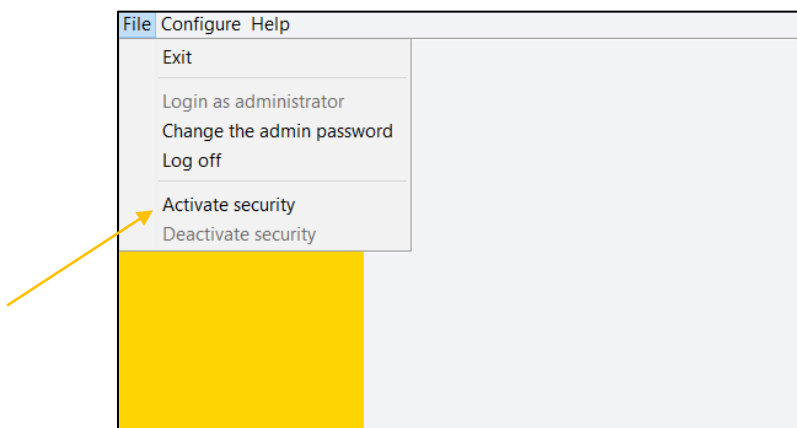 File Configure Help
Exit
Login as administrator
Change the admin password
Log off
Activate security
Deactivate security